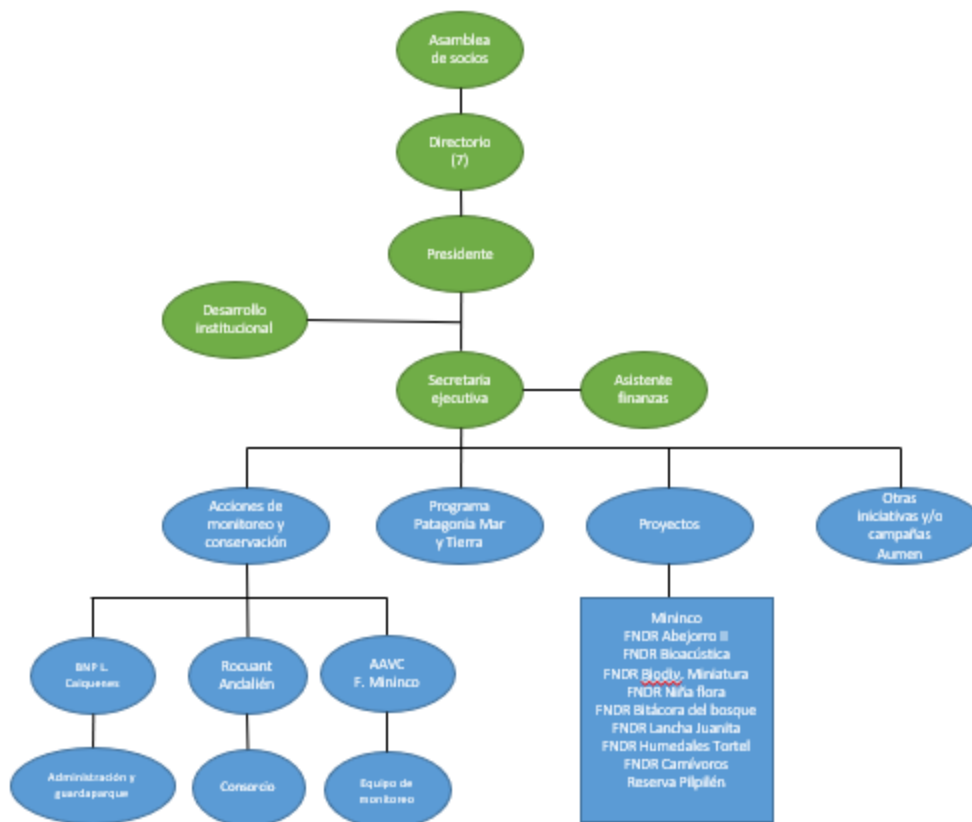 Asamblea
de socios
Directorio
(7)
Presidente
Desarrollo
institucional
Secretaria
ejecutiva
Asistente
finanzas
Acciones de
monitoreo y
conservación
Programa
Patagonia Mar
y Tierra
Proyectos
Otras
iniciativas y/o
campañas
Aumen
BNP L.
Caiquenes
Rocuant
Andalién
AAVC
F. Mininco
Administración y
guardaparque
Consorcio
Equipo de
monitoreo
Mininco
FNDR Abejorro II
FNDR Bioacústica
FNDR Biodiv. Miniatura
FNDR Niña flora
FNDR Bitácora del bosque
FNDR Lancha Juanita
FNDR Humedales Tortel
FNDR Carnívoros
Reserva Pilpilén